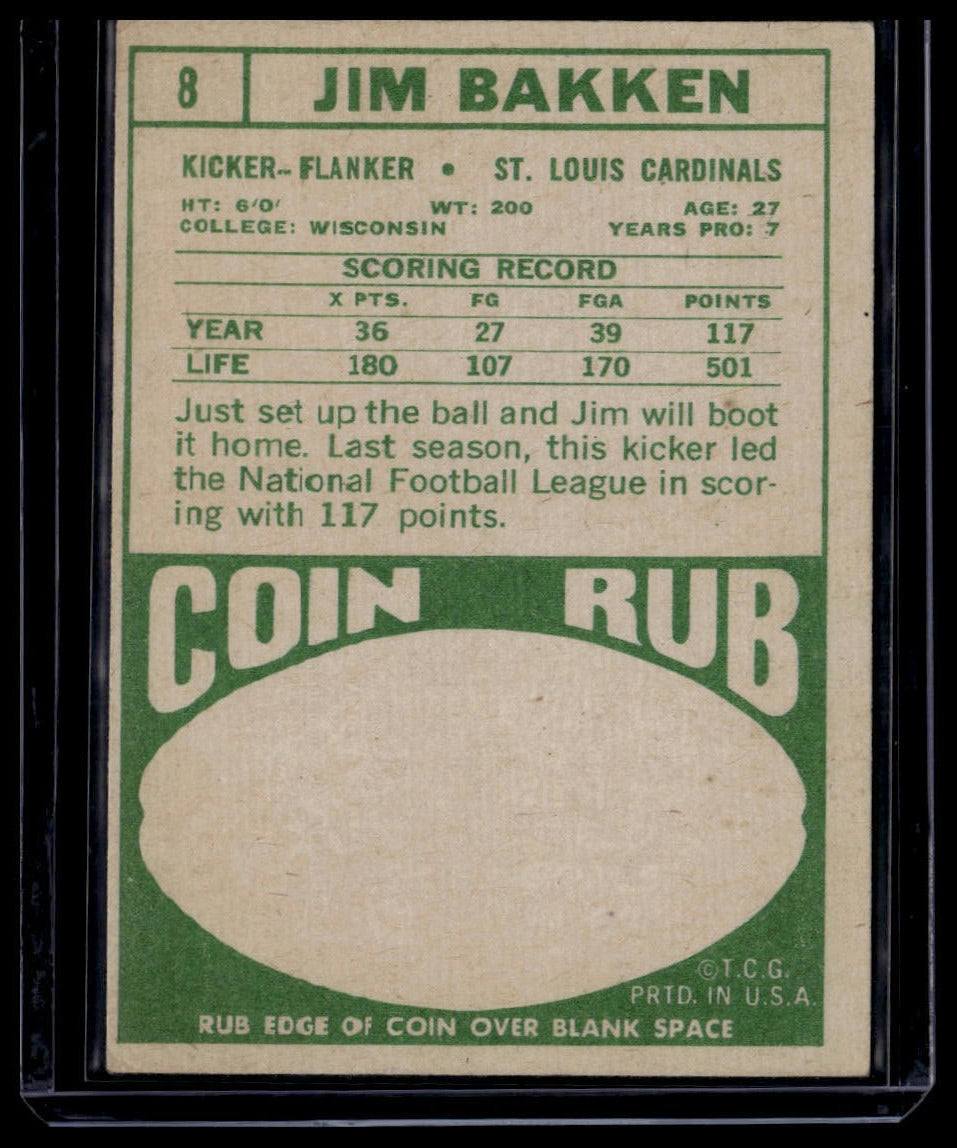 8 JIM BAKKEN
KICKER-FLANKER • ST. LOUIS CARDINALS
HT: 6'0' WT: 200 AGE: 27
COLLEGE: WISCONSIN YEARS PRO: 7
SCORING RECORD
X PTS. FG FGA POINTS
YEAR 36 27 39 117
LIFE 180 107 170 501
Just set up the ball and Jim will boot
it home. Last season, this kicker led
the National Football League in scor-
ing with 117 points.
COIN RUB
©T.C.G.
PRTD. IN U.S.A.
RUB EDGE OF COIN OVER BLANK SPACE